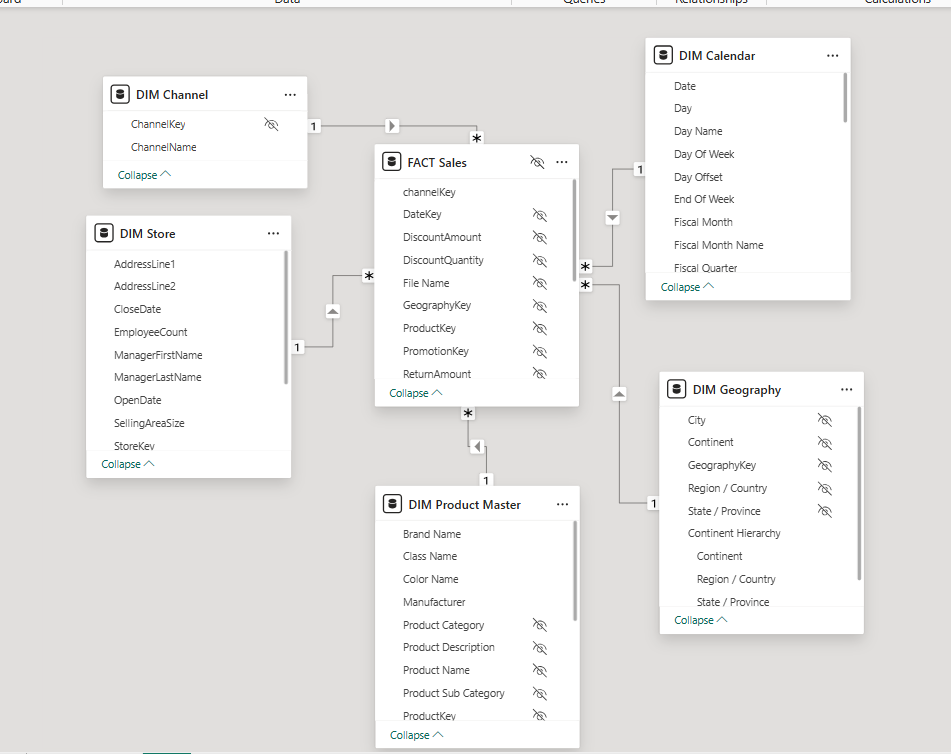 Data
Queries
Relationships
Calculations
DIM Channel
ChannelKey
ChannelName
Collapse
1
*
DIM Store
AddressLine1
AddressLine2
CloseDate
EmployeeCount
ManagerFirstName
ManagerLastName
OpenDate
SellingAreaSize
StoreKey
Collapse
1
*
FACT Sales
channelKey
DateKey
DiscountAmount
DiscountQuantity
File Name
GeographyKey
ProductKey
PromotionKey
ReturnAmount
Collapse
*
1
DIM Calendar
Date
Day
Day Name
Day Of Week
Day Offset
End Of Week
Fiscal Month
Fiscal Month Name
Fiscal Quarter
Collapse
1
*
*
1
DIM Geography
City
Continent
GeographyKey
Region / Country
State / Province
Continent Hierarchy
Continent
Region / Country
State / Province
Collapse
DIM Product Master
Brand Name
Class Name
Color Name
Manufacturer
Product Category
Product Description
Product Name
Product Sub Category
ProductKey
Collapse